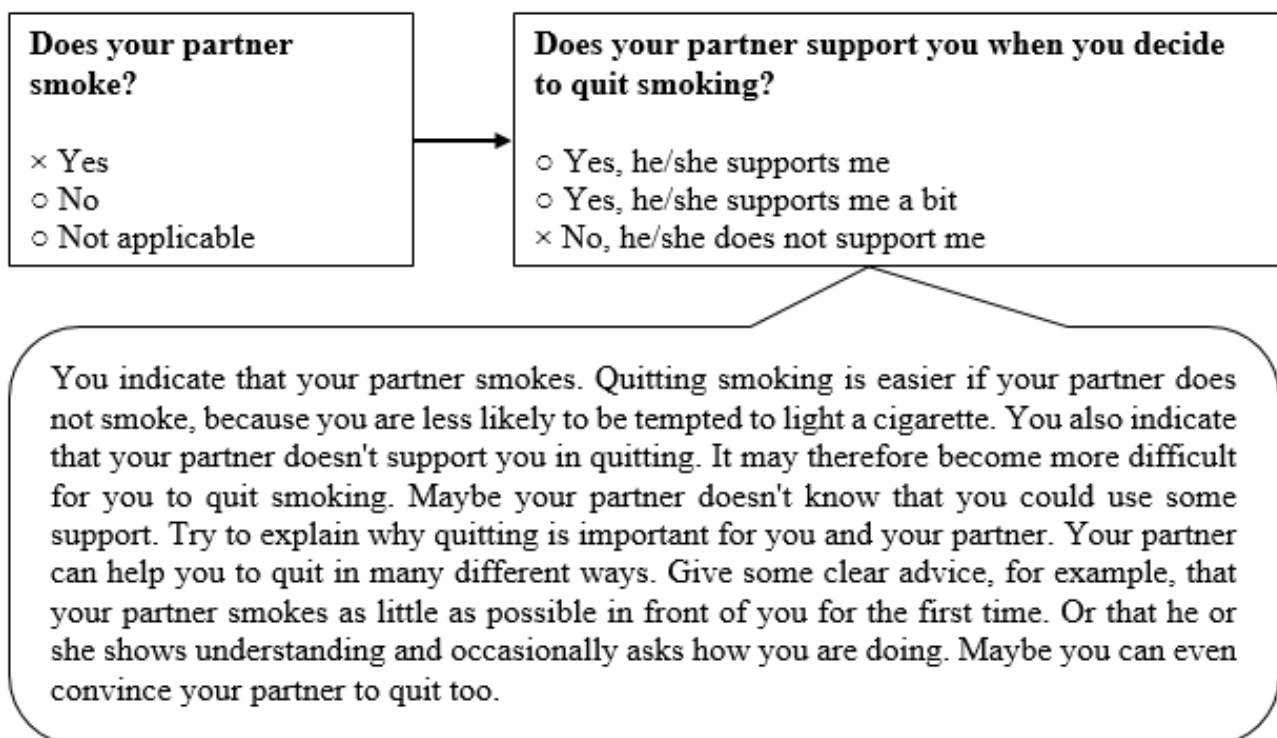 Does your partner
smoke?
× Yes
○ No
○ Not applicable
Does your partner support you when you decide
to quit smoking?
○ Yes, he/she supports me
○ Yes, he/she supports me a bit
× No, he/she does not support me
You indicate that your partner smokes. Quitting smoking is easier if your partner does
not smoke, because you are less likely to be tempted to light a cigarette. You also indicate
that your partner doesn't support you in quitting. It may therefore become more difficult
for you to quit smoking. Maybe your partner doesn't know that you could use some
support. Try to explain why quitting is important for you and your partner. Your partner
can help you to quit in many different ways. Give some clear advice, for example, that
your partner smokes as little as possible in front of you for the first time. Or that he or
she shows understanding and occasionally asks how you are doing. Maybe you can even
convince your partner to quit too.